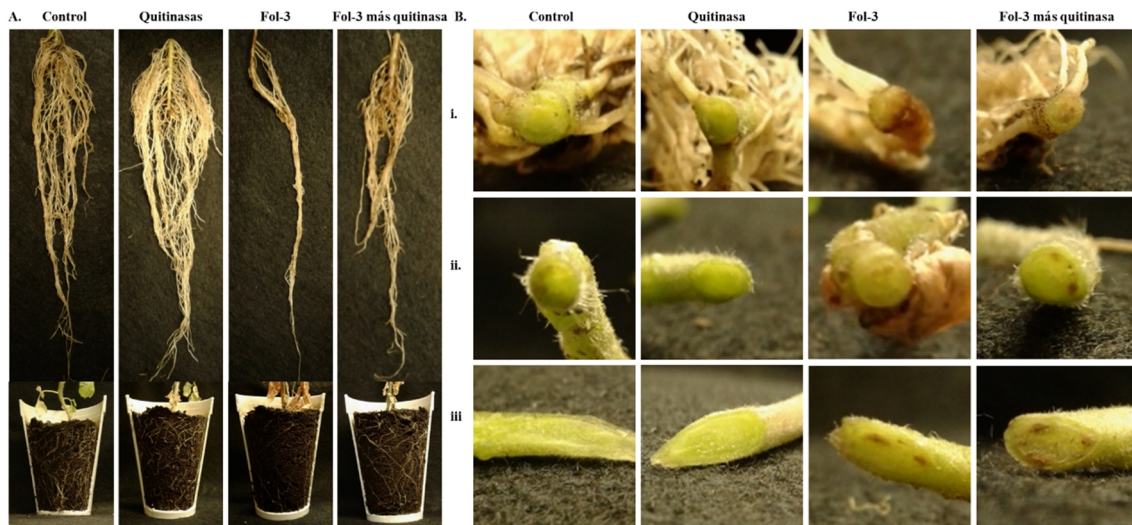 A. Control Quitinasas Fol-3 Fol-3 más quitinasa
B. Control Quitinasa Fol-3 Fol-3 más quitinasa
i.
ii.
iii